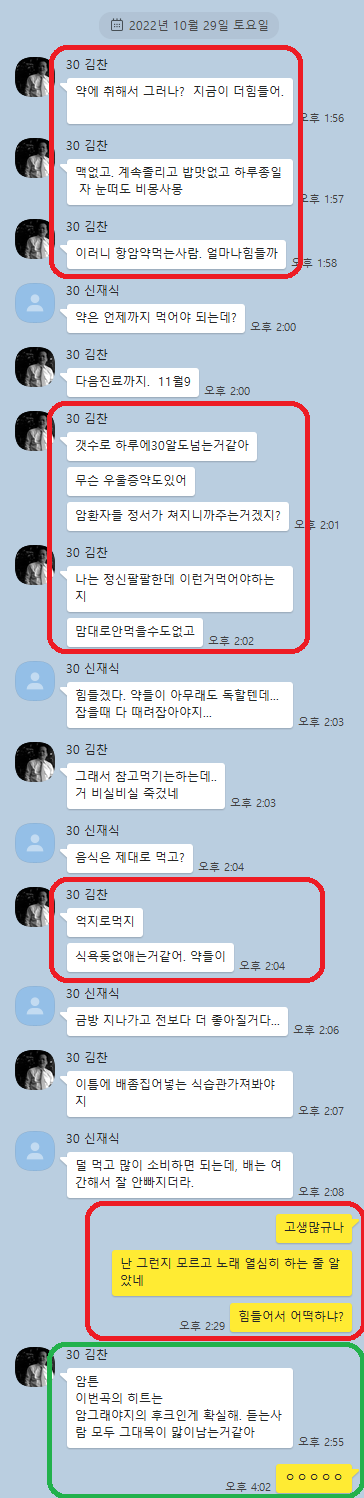 2022년 10월 29일 토요일
30 김찬
약에 취해서 그러나? 지금이 더힘들어.
오후 1:56
30 김찬
맥없고. 계속졸리고 밥맛없고 하루종일
자 눈떠도 비몽사몽
오후 1:57
30 김찬
이러니 항암약먹는사람. 얼마나힘들까
오후 1:58
30 신재식
약은 언제까지 먹어야 되는데?
오후 2:00
30 김찬
다음진료까지. 11월9
오후 2:00
30 김찬
갯수로 하루에30알도넘는거같아
무슨 우울증약도있어
암환자들 정서가 쳐지니까주는거겠지?
오후 2:01
30 김찬
나는 정신팔팔한데 이런거먹어야하는
지
맘대로안먹을수도없고
오후 2:02
30 신재식
힘들겠다. 약들이 아무래도 독할텐데...
잡을때 다 때려잡아야지...
오후 2:03
30 김찬
그래서 참고먹기는하는데..
거 비실비실 죽겄네
오후 2:03
30 신재식
음식은 제대로 먹고?
오후 2:04
30 김찬
억지로먹지
식욕돚없애는거같어. 약들이
오후 2:04
30 신재식
금방 지나가고 전보다 더 좋아질거다...
오후 2:06
30 김찬
이틈에 배좀집어넣는 식습관가져봐야
지
오후 2:07
30 신재식
덜 먹고 많이 소비하면 되는데, 배는 여
간해서 잘 안빠지더라.
오후 2:08
고생많규나
난 그런지 모르고 노래 열심히 하는 줄 알
았네
힘들어서 어떡하냐?
오후 2:29
30 김찬
암튼
이번곡의 히트는
암그래야지의 후크인게 확실해. 듣는사
람 모두 그대목이 맗이남는거같아
오후 2:55
ㅇㅇㅇㅇㅇ
오후 4:02